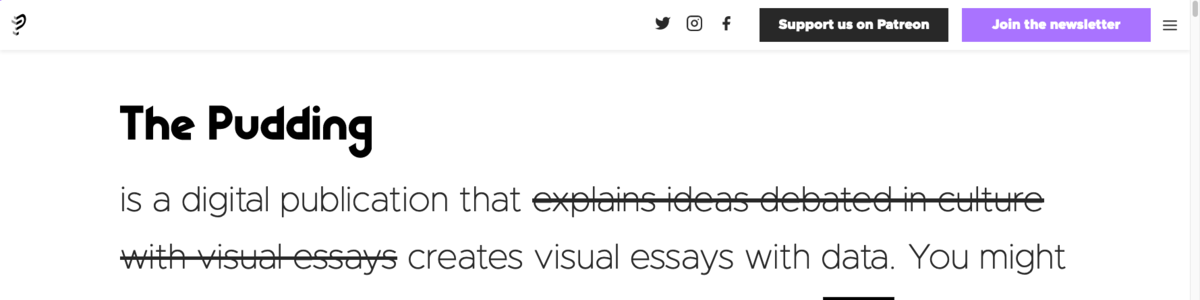 Support us on Patreon
Join the newsletter
The Pudding
is a digital publication that explains ideas debated in culture
with visual essays creates visual essays with data. You might